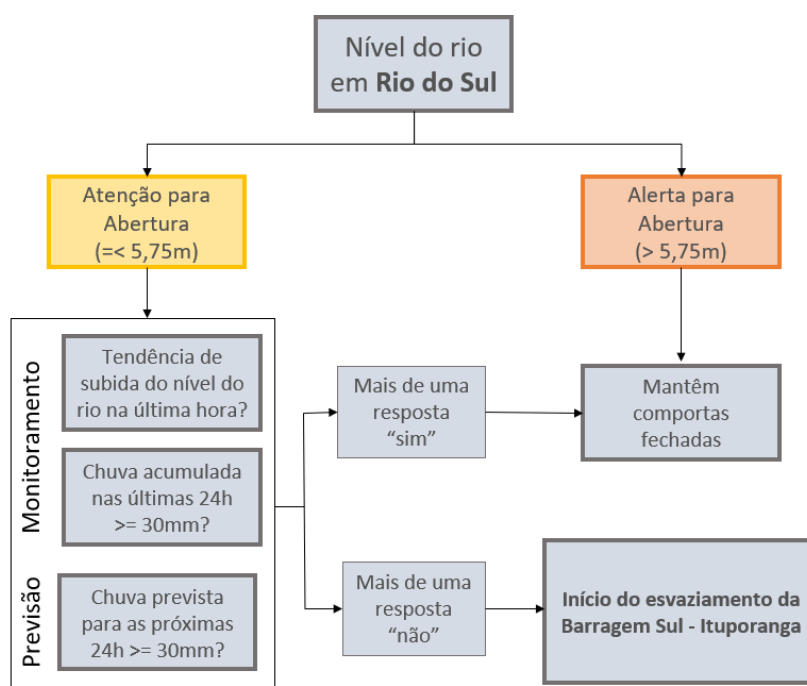 Nível do rio
em Rio do Sul
Atenção para
Abertura
(=< 5,75m)
Alerta para
Abertura
(> 5,75m)
Monitoramento
Tendência de
subida do nível do
rio na última hora?
Chuva acumulada
nas últimas 24h
>= 30mm?
Previsão
Chuva prevista
para as próximas
24h >= 30mm?
Mais de uma
resposta
“sim”
Mantêm
comportas
fechadas
Mais de uma
resposta
“não”
Início do esvaziamento da
Barragem Sul - Ituporanga